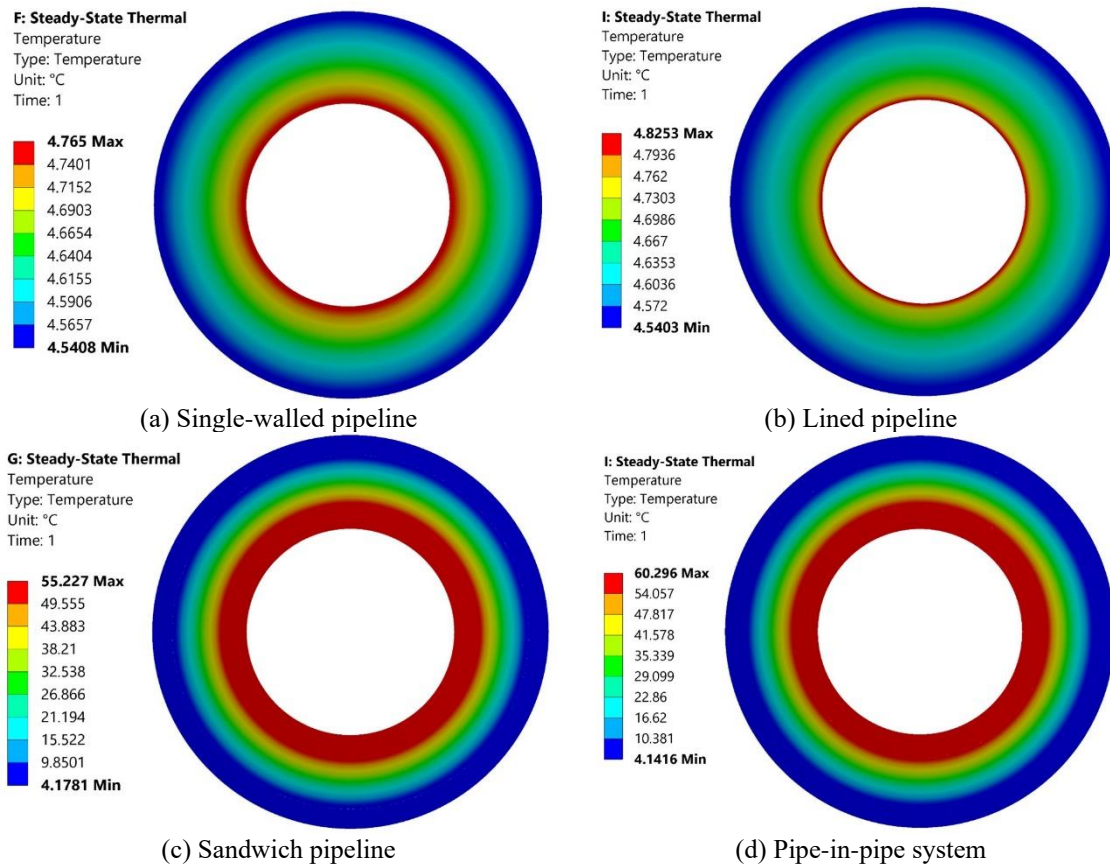 F: Steady-State Thermal
Temperature
Type: Temperature
Unit: °C
Time: 1
4.765 Max
4.7401
4.7152
4.6903
4.6654
4.6404
4.6155
4.5906
4.5657
4.5408 Min
(a) Single-walled pipeline
I: Steady-State Thermal
Temperature
Type: Temperature
Unit: °C
Time: 1
4.8253 Max
4.7936
4.762
4.7303
4.6986
4.667
4.6353
4.6036
4.572
4.5403 Min
(b) Lined pipeline
G: Steady-State Thermal
Temperature
Type: Temperature
Unit: °C
Time: 1
55.227 Max
49.555
43.883
38.21
32.538
26.866
21.194
15.522
9.8501
4.1781 Min
(c) Sandwich pipeline
I: Steady-State Thermal
Temperature
Type: Temperature
Unit: °C
Time: 1
60.296 Max
54.057
47.817
41.578
35.339
29.099
22.86
16.62
10.381
4.1416 Min
(d) Pipe-in-pipe system